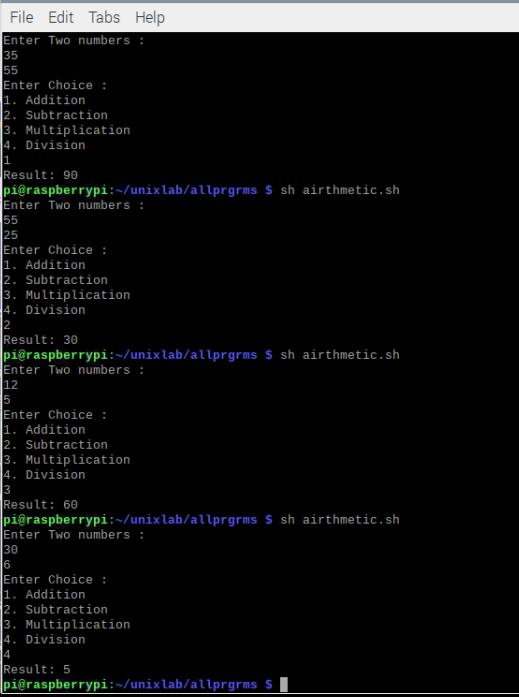 File Edit Tabs Help
Enter Two numbers :
35
55
Enter Choice :
1. Addition
2. Subtraction
3. Multiplication
4. Division
1
Result: 90
pi@raspberrypi:~/unixlab/allprgrms $ sh airthmetic.sh
Enter Two numbers :
55
25
Enter Choice :
1. Addition
2. Subtraction
3. Multiplication
4. Division
2
Result: 30
pi@raspberrypi:~/unixlab/allprgrms $ sh airthmetic.sh
Enter Two numbers :
12
5
Enter Choice :
1. Addition
2. Subtraction
3. Multiplication
4. Division
3
Result: 60
pi@raspberrypi:~/unixlab/allprgrms $ sh airthmetic.sh
Enter Two numbers :
30
6
Enter Choice :
1. Addition
2. Subtraction
3. Multiplication
4. Division
4
Result: 5
pi@raspberrypi:~/unixlab/allprgrms $